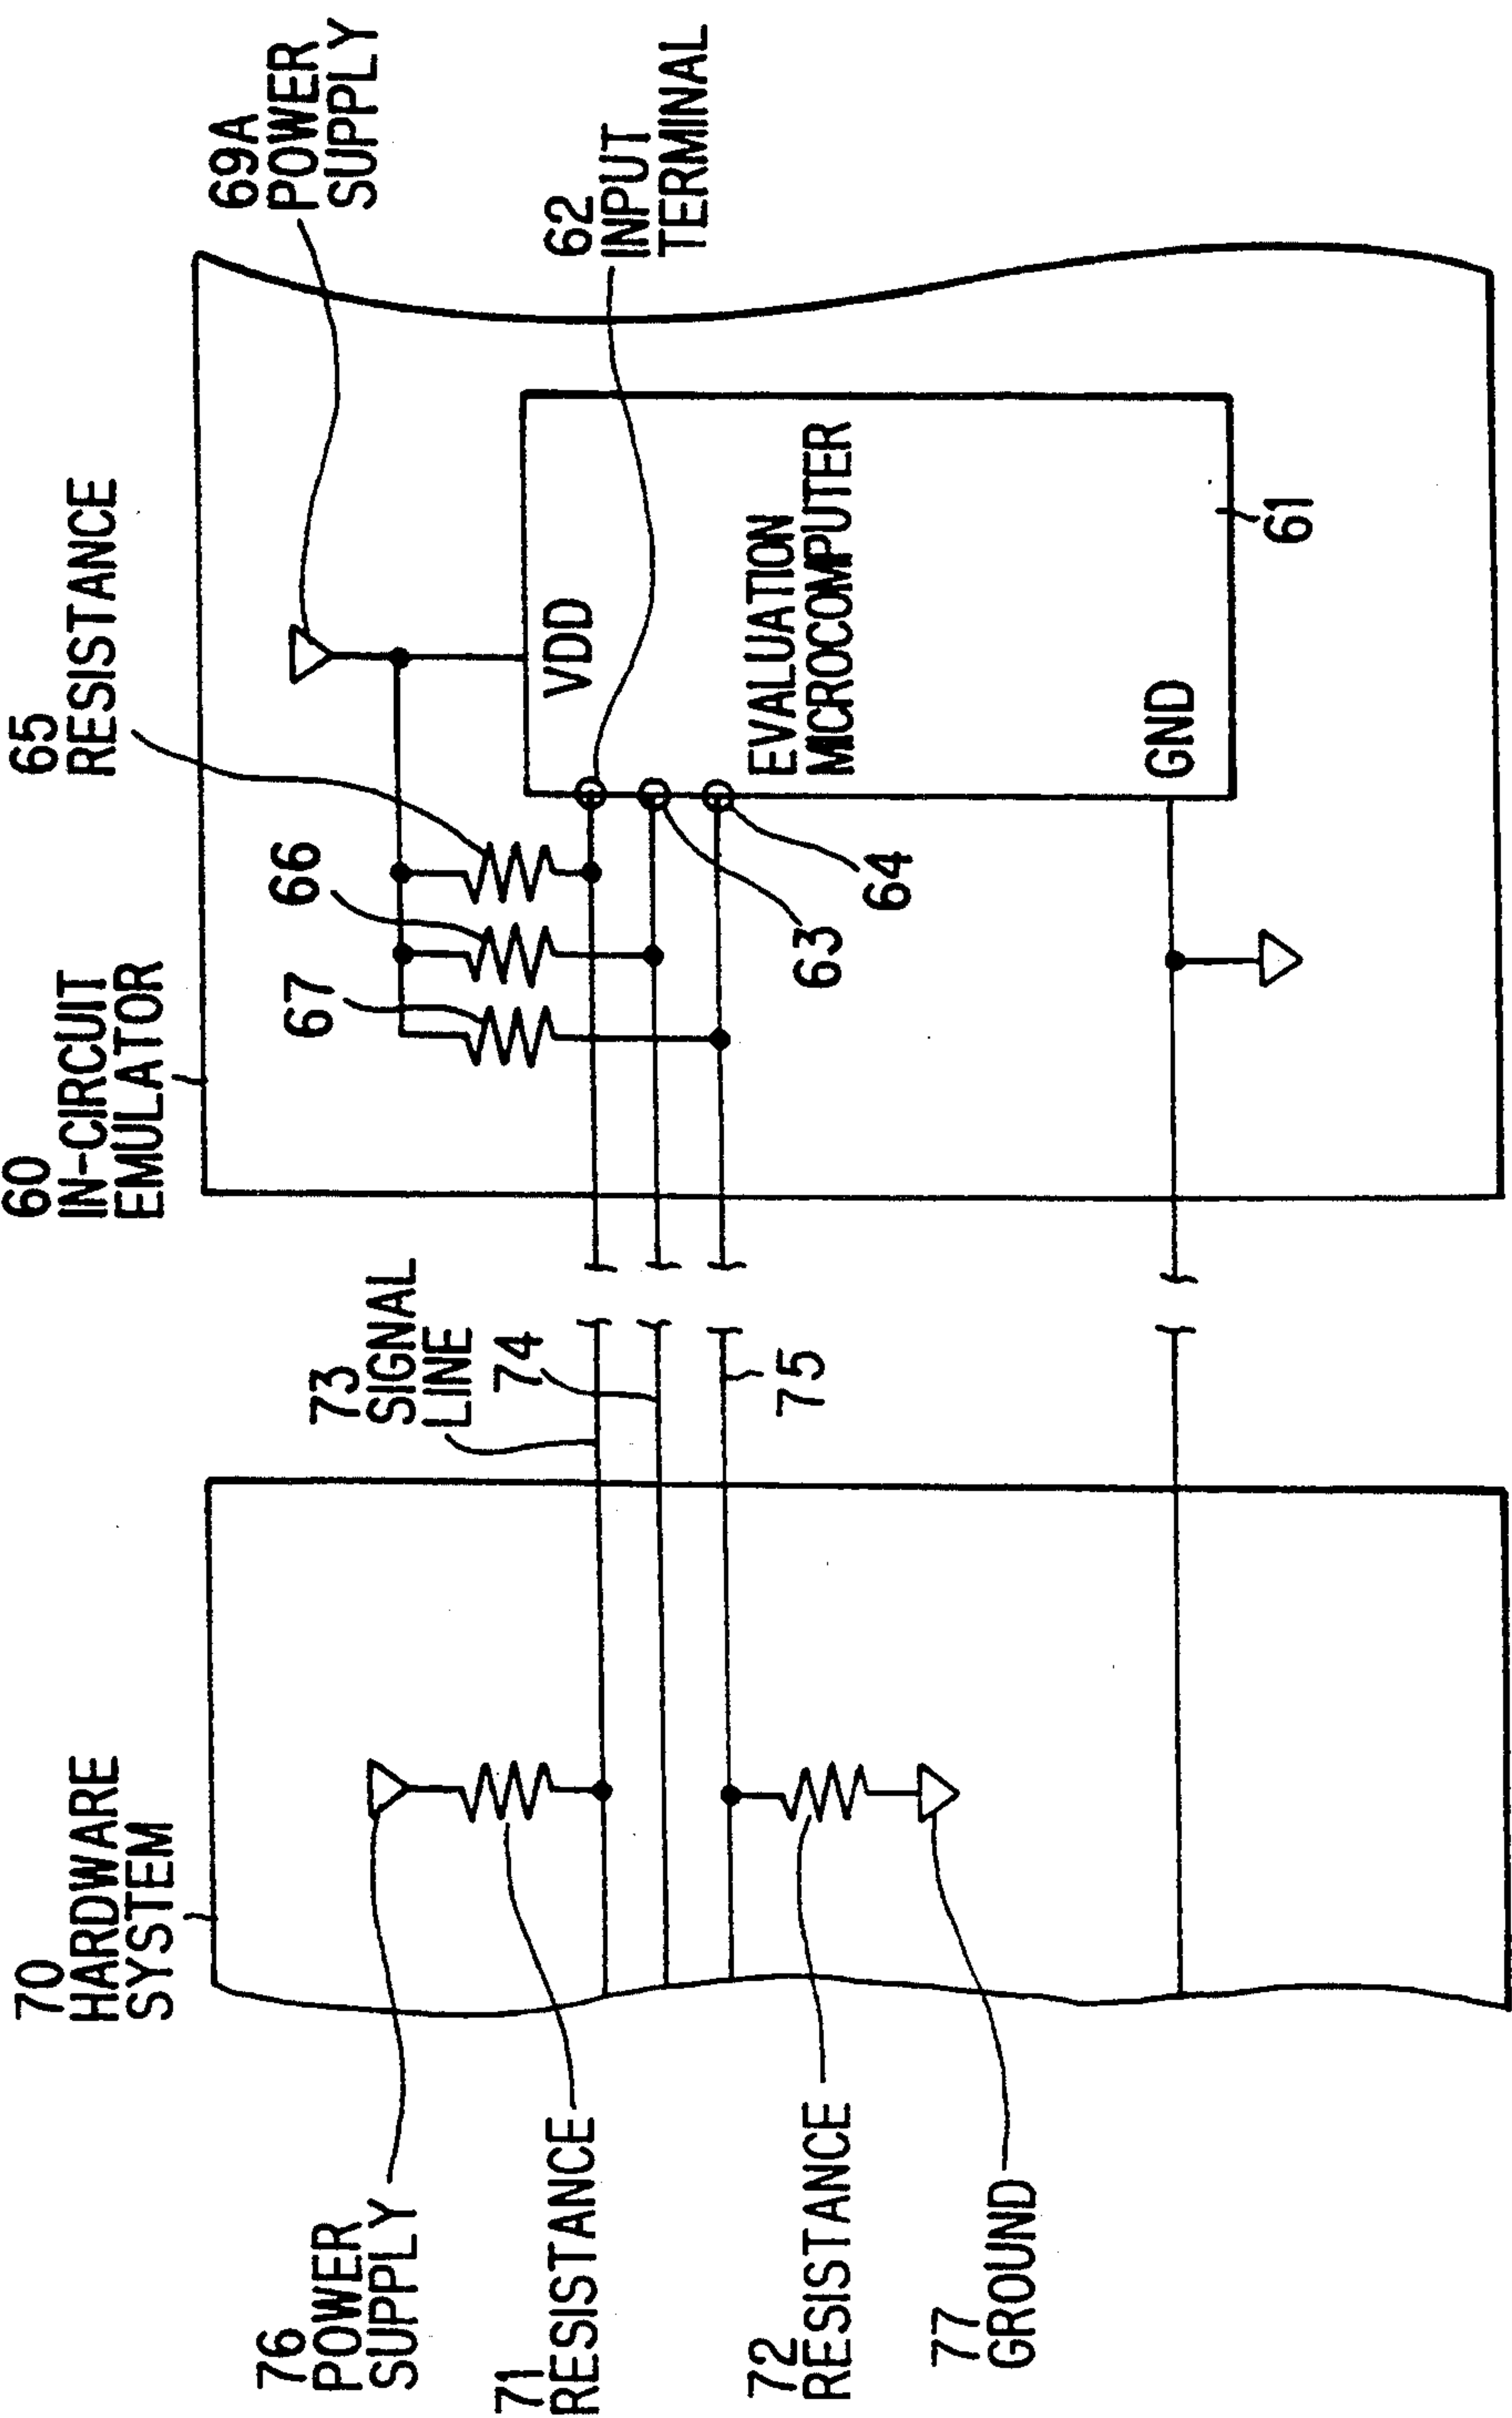 70
HARDWARE
SYSTEM
76
POWER
SUPPLY
71
RESISTANCE
72
RESISTANCE
77
GROUND
73
SIGNAL
LINE
74
75
60
IN-CIRCUIT
EMULATOR
67
66
65
RESISTANCE
69A
POWER
SUPPLY
62
INPUT
TERMINAL
63
64
VDD
EVALUATION
MICROCOMPUTER
GND
61